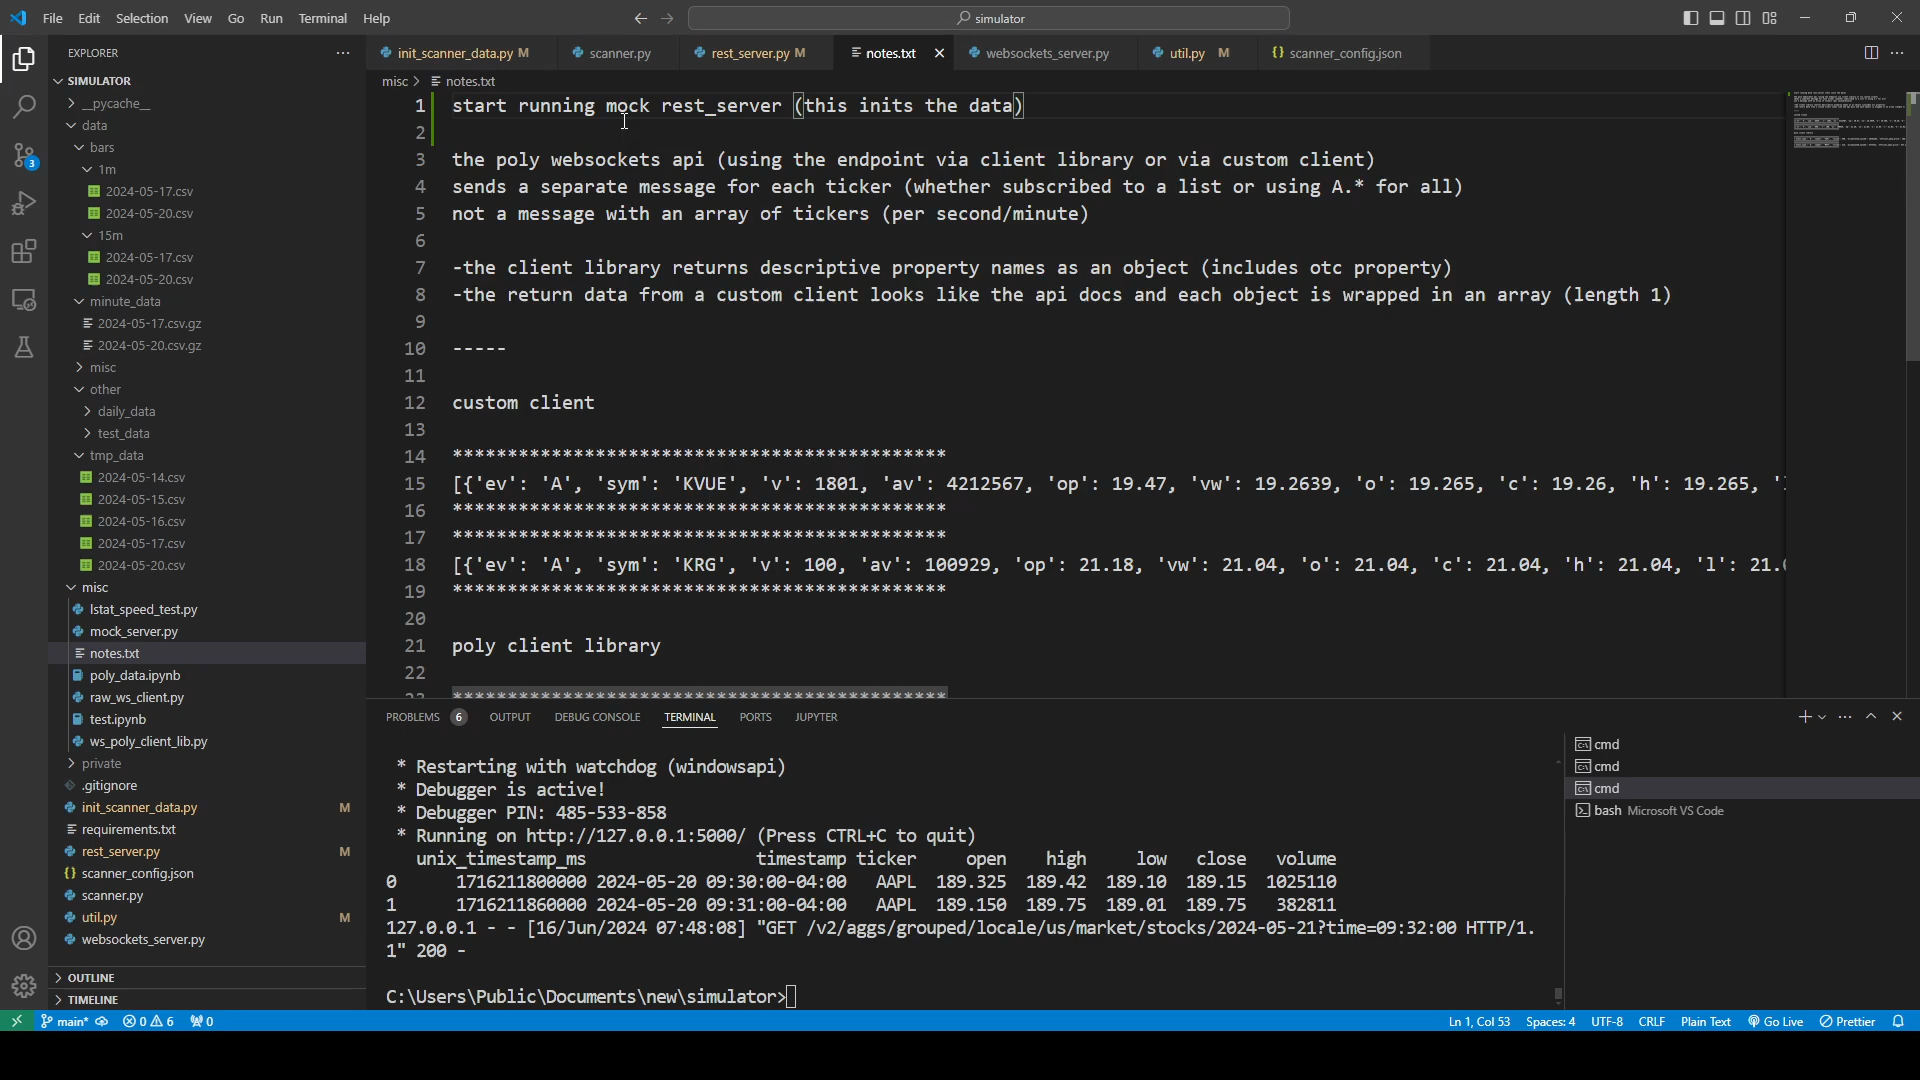 File Edit Selection View Go Run Terminal Help simulator
EXPLORER
init_scanner_data.py M scanner.py rest_server.py M notes.txt websockets_server.py util.py M scanner_config.json
misc > notes.txt
SIMULATOR
__pycache__
data
bars
1m
2024-05-17.csv
2024-05-20.csv
15m
2024-05-17.csv
2024-05-20.csv
minute_data
2024-05-17.csv.gz
2024-05-20.csv.gz
misc
other
daily_data
test_data
tmp_data
2024-05-14.csv
2024-05-15.csv
2024-05-16.csv
2024-05-17.csv
2024-05-20.csv
misc
lstat_speed_test.py
mock_server.py
notes.txt
poly_data.ipynb
raw_ws_client.py
test.ipynb
ws_poly_client_lib.py
private
.gitignore
init_scanner_data.py M
requirements.txt
rest_server.py M
scanner_config.json
scanner.py
util.py M
websockets_server.py
OUTLINE
TIMELINE
3
1 start running mock rest_server (this inits the data)
2
3 the poly websockets api (using the endpoint via client library or via custom client)
4 sends a separate message for each ticker (whether subscribed to a list or using A.* for all)
5 not a message with an array of tickers (per second/minute)
6
7 -the client library returns descriptive property names as an object (includes otc property)
8 -the return data from a custom client looks like the api docs and each object is wrapped in an array (length 1)
9
10 -----
11
12 custom client
13
14 *********************************************
15 [{'ev': 'A', 'sym': 'KVUE', 'v': 1801, 'av': 4212567, 'op': 19.47, 'vw': 19.2639, 'o': 19.265, 'c': 19.26, 'h': 19.265, '
16 *********************************************
17 *********************************************
18 [{'ev': 'A', 'sym': 'KRG', 'v': 100, 'av': 100929, 'op': 21.18, 'vw': 21.04, 'o': 21.04, 'c': 21.04, 'h': 21.04, 'l': 21.
19 *********************************************
20
21 poly client library
22
*********************************************
PROBLEMS 6 OUTPUT DEBUG CONSOLE TERMINAL PORTS JUPYTER
* Restarting with watchdog (windowsapi)
* Debugger is active!
* Debugger PIN: 485-533-858
* Running on http://127.0.0.1:5000/ (Press CTRL+C to quit)
unix_timestamp_ms timestamp ticker open high low close volume
0 1716211800000 2024-05-20 09:30:00-04:00 AAPL 189.325 189.42 189.10 189.15 1025110
1 1716211860000 2024-05-20 09:31:00-04:00 AAPL 189.150 189.75 189.01 189.75 382811
127.0.0.1 - - [16/Jun/2024 07:48:08] "GET /v2/aggs/grouped/locale/us/market/stocks/2024-05-21?time=09:32:00 HTTP/1.
1" 200 -
C:\Users\Public\Documents\new\simulator>
cmd
cmd
cmd
bash Microsoft VS Code
main* 0 6 0 Ln 1, Col 53 Spaces: 4 UTF-8 CRLF Plain Text Go Live Prettier